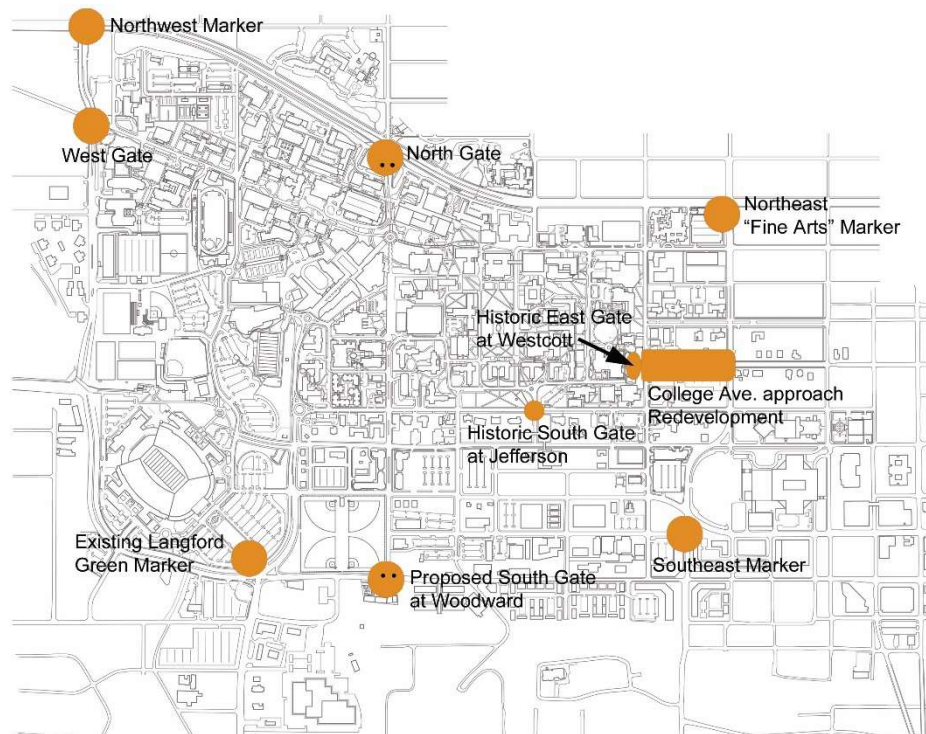 Northwest Marker
West Gate
North Gate
Northeast
“Fine Arts” Marker
Historic East Gate
at Westcott
College Ave. approach
Redevelopment
Historic South Gate
at Jefferson
Existing Langford
Green Marker
Southeast Marker
Proposed South Gate
at Woodward